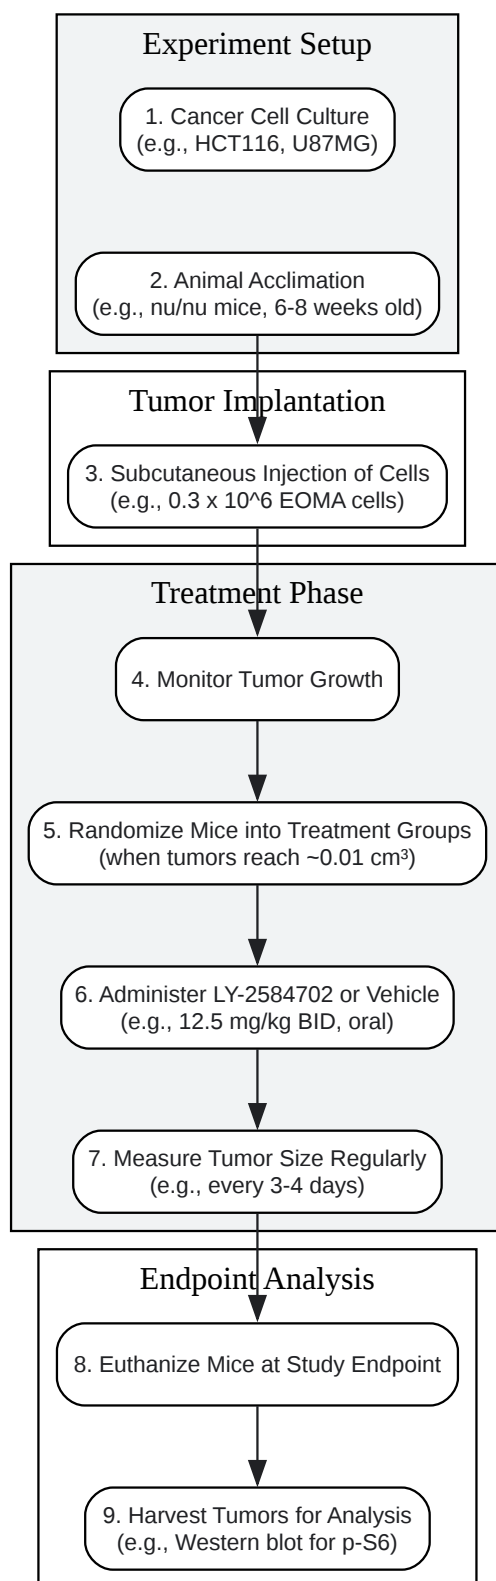 Experiment Setup
1. Cancer Cell Culture
(e.g., HCT116, U87MG)
2. Animal Acclimation
(e.g., nu/nu mice, 6-8 weeks old)
Tumor Implantation
3. Subcutaneous Injection of Cells
(e.g., 0.3 x 10^6 EOMA cells)
Treatment Phase
4. Monitor Tumor Growth
5. Randomize Mice into Treatment Groups
(when tumors reach ~0.01 cm³)
6. Administer LY-2584702 or Vehicle
(e.g., 12.5 mg/kg BID, oral)
7. Measure Tumor Size Regularly
(e.g., every 3-4 days)
Endpoint Analysis
8. Euthanize Mice at Study Endpoint
9. Harvest Tumors for Analysis
(e.g., Western blot for p-S6)